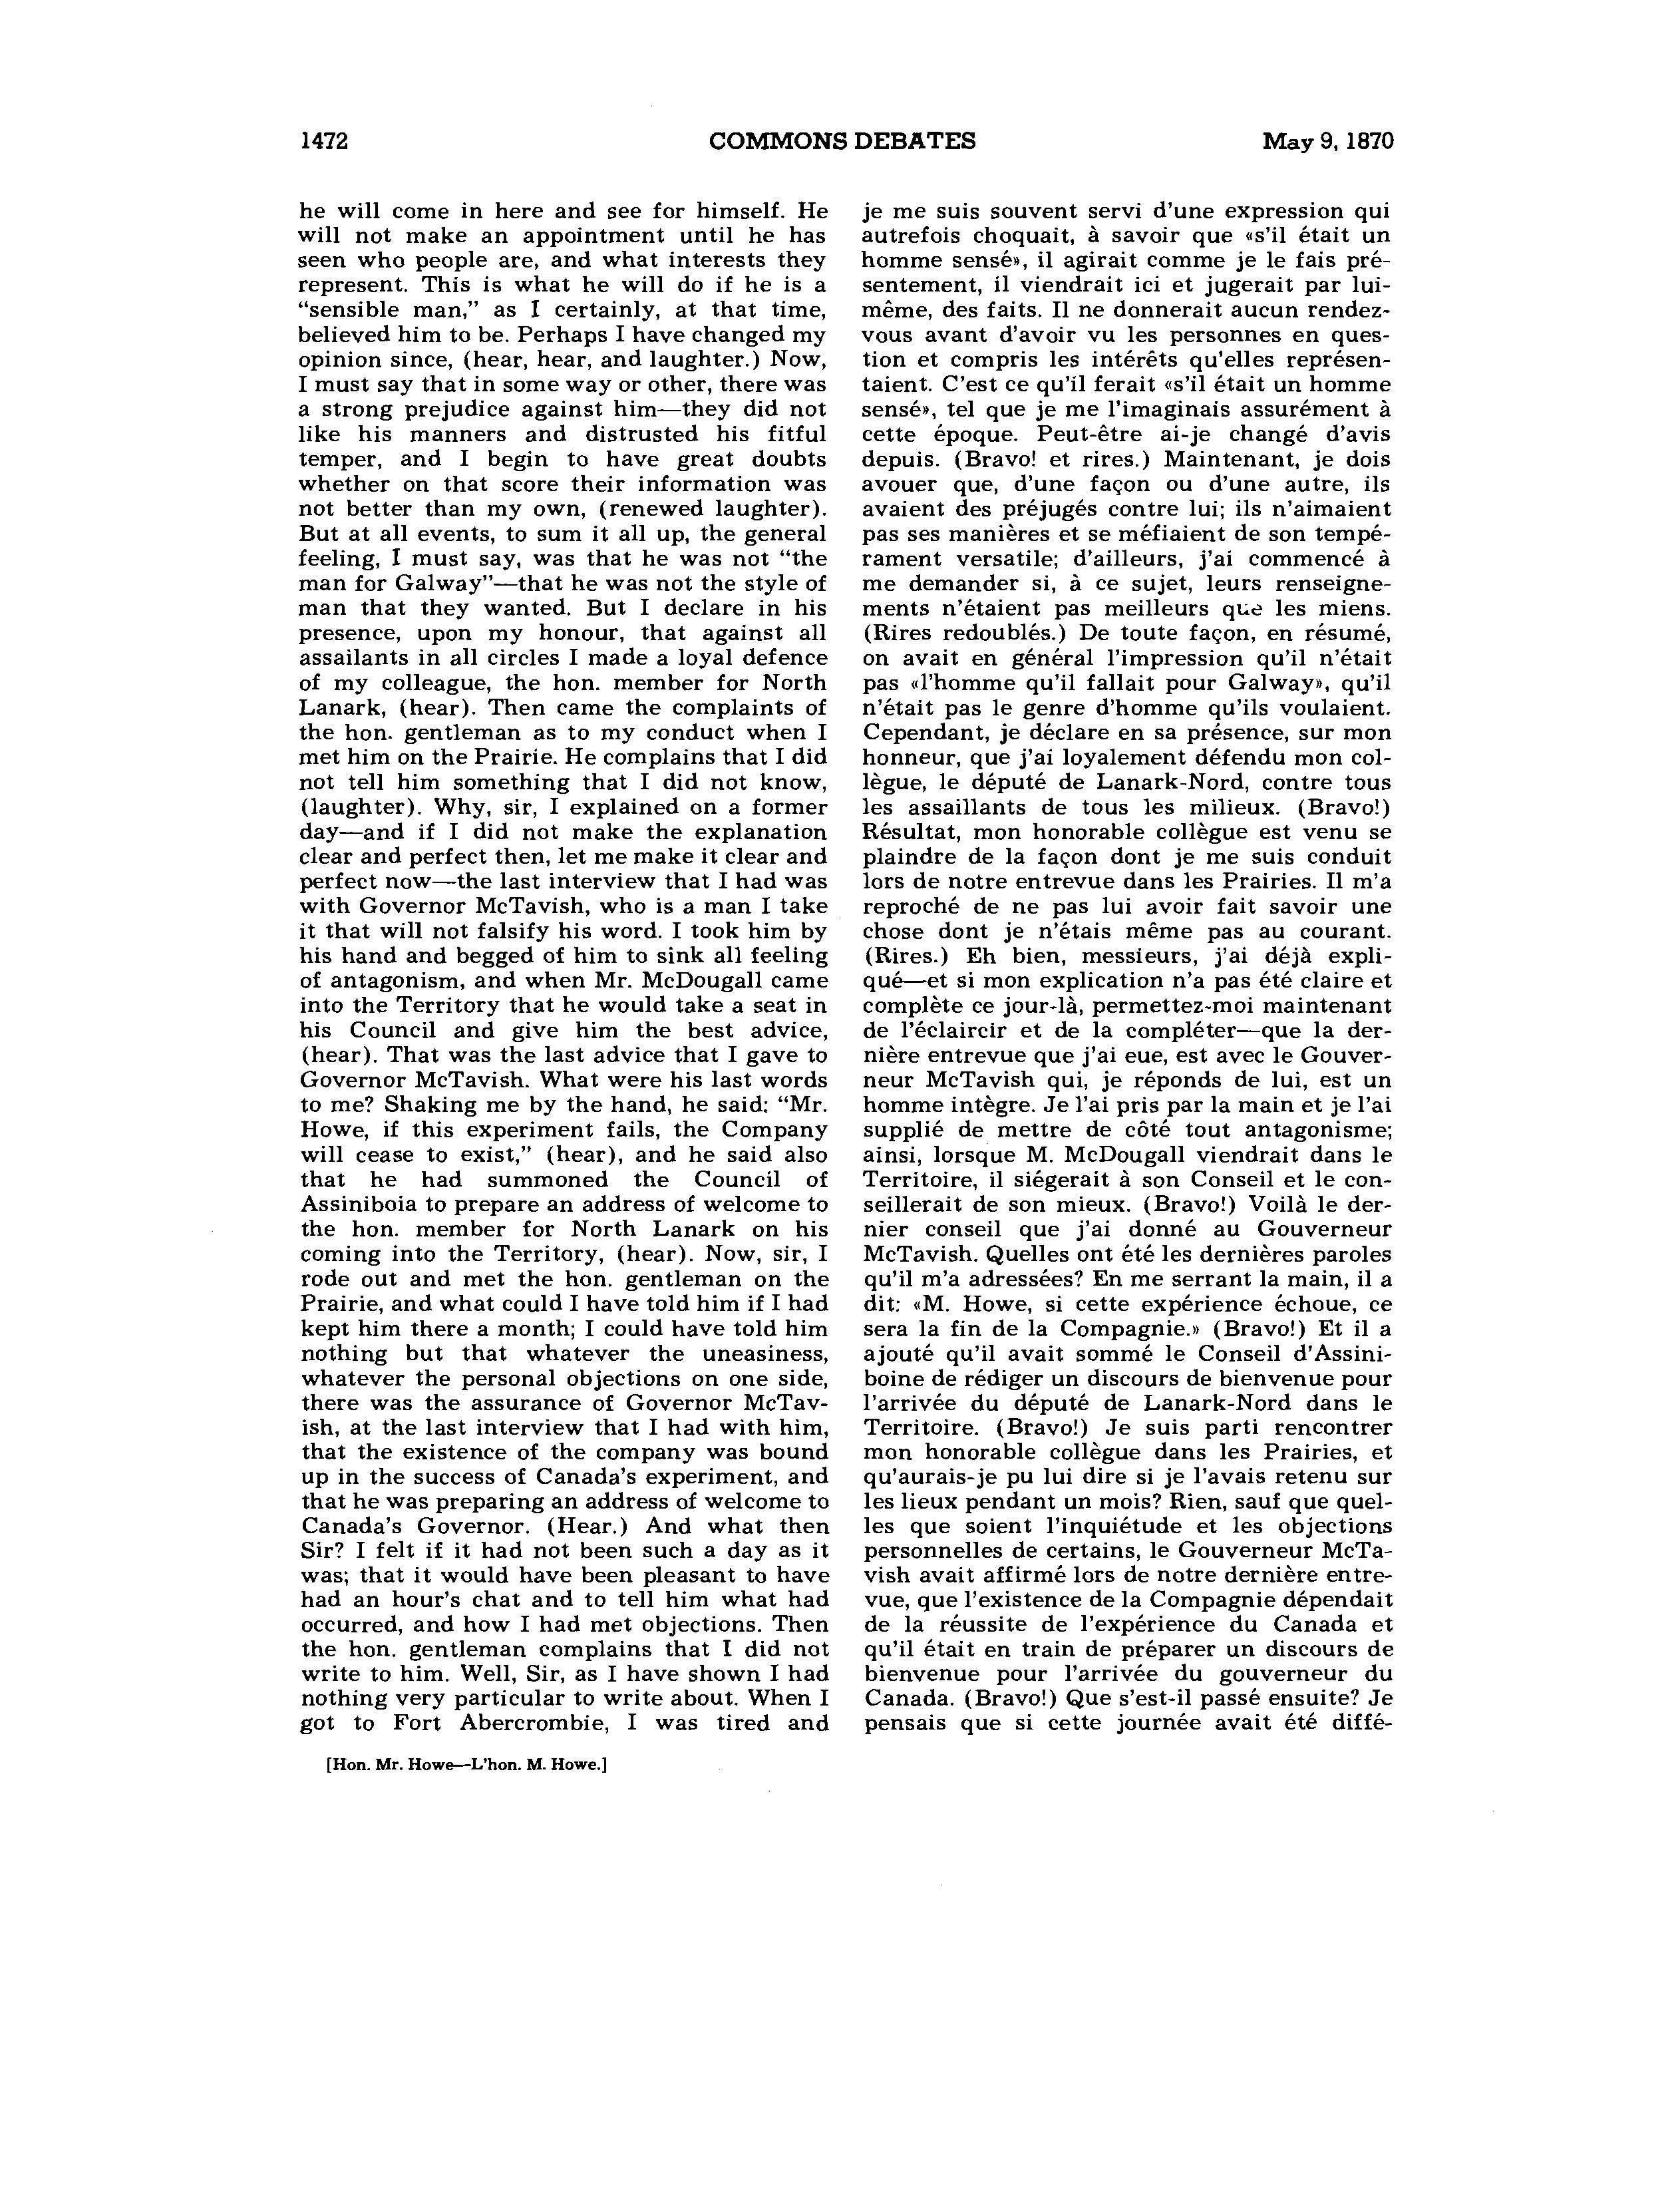 1472 COMMONS DEBATES May 9, 1870
he will come in here and see for himself. He
will not make an appointment until he has
seen who people are, and what interests they
represent. This is what he will do if he is a
“sensible man,” as I certainly, at that time,
believed him to be. Perhaps I have changed my
opinion since, (hear, hear, and laughter.) Now,
I must say that in some way or other, there was
a strong prejudice against him—they did not
like his manners and distrusted his fitful
temper, and I begin to have great doubts
whether on that score their information was
not better than my own, (renewed laughter).
But at all events, to sum it all up, the general
feeling, I must say, was that he was not “the
man for Galway”—that he was not the style of
man that they wanted. But I declare in his
presence, upon my honour, that against all
assailants in all circles I made a loyal defence
of my colleague, the hon. member for North
Lanark, (hear). Then came the complaints of
the hon. gentleman as to my conduct when I
met him on the Prairie. He complains that I did
not tell him something that I did not know,
(laughter). Why, sir, I explained on a former
day—and if I did not make the explanation
clear and perfect then, let me make it clear and
perfect now—the last interview that I had was
with Governor McTavish, who is a man I take
it that will not falsify his word. I took him by
his hand and begged of him to sink all feeling
of antagonism, and when Mr. McDougall came
into the Territory that he would take a seat in
his Council and give him the best advice,
(hear). That was the last advice that I gave to
Governor McTavish. What were his last words
to me? Shaking me by the hand, he said: “Mr.
Howe, if this experiment fails, the Company
will cease to exist,” (hear), and he said also
that he had summoned the Council of
Assiniboia to prepare an address of welcome to
the hon. member for North Lanark on his
coming into the Territory, (hear). Now, sir, I
rode out and met the hon. gentleman on the
Prairie, and what could I have told him if I had
kept him there a month; I could have told him
nothing but that whatever the uneasiness,
whatever the personal objections on one side,
there was the assurance of Governor McTav-
ish, at the last interview that I had with him,
that the existence of the company was bound
up in the success of Canada’s experiment, and
that he was preparing an address of welcome to
Canada’s Governor. (Hear.) And what then
Sir? I felt if it had not been such a day as it
was; that it would have been pleasant to have
had an hour’s chat and to tell him what had
occurred, and how I had met objections. Then
the hon. gentleman complains that I did not
write to him. Well, Sir, as I have shown I had
nothing very particular to write about. When I
got to Fort Abercrombie, I was tired and
je me suis souvent servi d’une expression qui
autrefois choquait, à savoir que «s’il était un
homme sensé», il agirait comme je le fais pré-
sentement, il viendrait ici et jugerait par lui-
même, des faits. Il ne donnerait aucun rendez-
vous avant d’avoir vu les personnes en ques-
tion et compris les intérêts qu’elles représen-
taient. C’est ce qu’il ferait «s’il était un homme
sensé», tel que je me l’imaginais assurément à
cette époque. Peut-être ai-je changé d’avis
depuis. (Bravo! et rires.) Maintenant, je dois
avouer que, d’une façon ou d’une autre, ils
avaient des préjugés contre lui; ils n’aimaient
pas ses manières et se méfiaient de son tempé-
rament versatile; d’ailleurs, j’ai commencé à
me demander si, à ce sujet, leurs renseigne-
ments n’étaient pas meilleurs que les miens.
(Rires redoublés.) De toute façon, en résumé,
on avait en général l’impression qu’il n’était
pas «l’homme qu’il fallait pour Galway», qu’il
n’était pas le genre d’homme qu’ils voulaient.
Cependant, je déclare en sa présence, sur mon
honneur, que j’ai loyalement défendu mon col-
lègue, le député de Lanark-Nord, contre tous
les assaillants de tous les milieux. (Bravo!)
Résultat, mon honorable collègue est venu se
plaindre de la façon dont je me suis conduit
lors de notre entrevue dans les Prairies. Il m’a
reproché de ne pas lui avoir fait savoir une
chose dont je n’étais même pas au courant.
(Rires.) Eh bien, messieurs, j’ai déjà expli-
qué—et si mon explication n’a pas été claire et
complète ce jour-là, permettez-moi maintenant
de l’éclaircir et de la compléter—que la der-
nière entrevue que j’ai eue, est avec le Gouver-
neur McTavish qui, je réponds de lui, est un
homme intègre. Je l’ai pris par la main et je l’ai
supplié de mettre de côté tout antagonisme;
ainsi, lorsque M. McDougall viendrait dans le
Territoire, il siégerait à son Conseil et le con-
seillerait de son mieux. (Bravo!) Voilà le der-
nier conseil que j’ai donné au Gouverneur
McTavish. Quelles ont été les dernières paroles
qu’il m’a adressées? En me serrant la main, il a
dit: «M. Howe, si cette expérience échoue, ce
sera la fin de la Compagnie.» (Bravo!) Et il a
ajouté qu’il avait sommé le Conseil d’Assini-
boine de rédiger un discours de bienvenue pour
l’arrivée du député de Lanark-Nord dans le
Territoire. (Bravo!) Je suis parti rencontrer
mon honorable collègue dans les Prairies, et
qu’aurais-je pu lui dire si je l’avais retenu sur
les lieux pendant un mois? Rien, sauf que quel-
les que soient l’inquiétude et les objections
personnelles de certains, le Gouverneur McTa-
vish avait affirmé lors de notre dernière entre-
vue, que l’existence de la Compagnie dépendait
de la réussite de l’expérience du Canada et
qu’il était en train de préparer un discours de
bienvenue pour l’arrivée du gouverneur du
Canada. (Bravo!) Que s’est-il passé ensuite? Je
pensais que si cette journée avait été diffé-
[Hon. Mr. Howe—L’hon. M. Howe.]